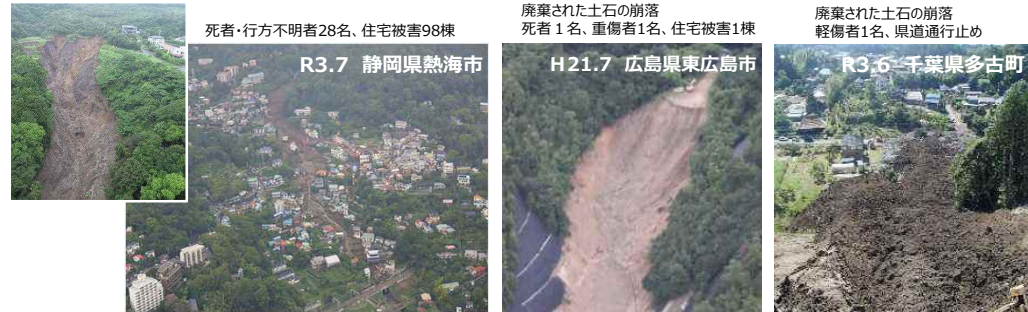 死者・行方不明者28名、住宅被害98棟
R3.7 静岡県熱海市
廃棄された土石の崩落
死者１名、重傷者1名、住宅被害1棟
H21.7 広島県東広島市
廃棄された土石の崩落
軽傷者1名、県道通行止め
R3.6 千葉県多古町